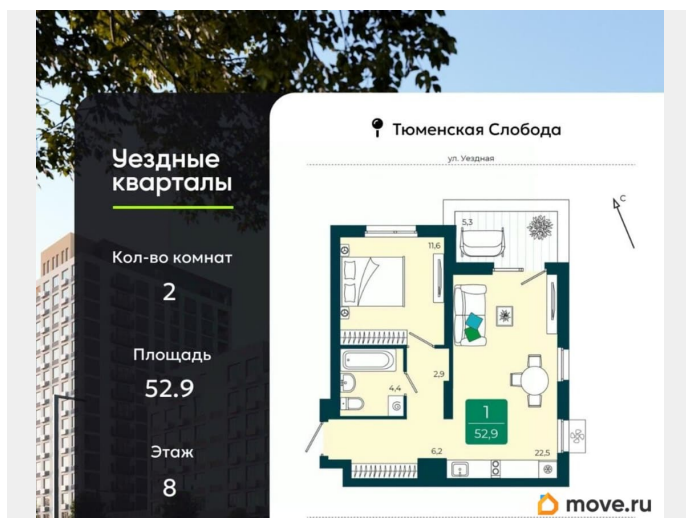 Уездные
кварталы
Кол-во комнат
2
Площадь
52.9
Этаж
8
Тюменская Слобода
ул. Уездная
С
5,3
11,6
2,9
4,4
1
52,9
6,2
22,5
move.ru